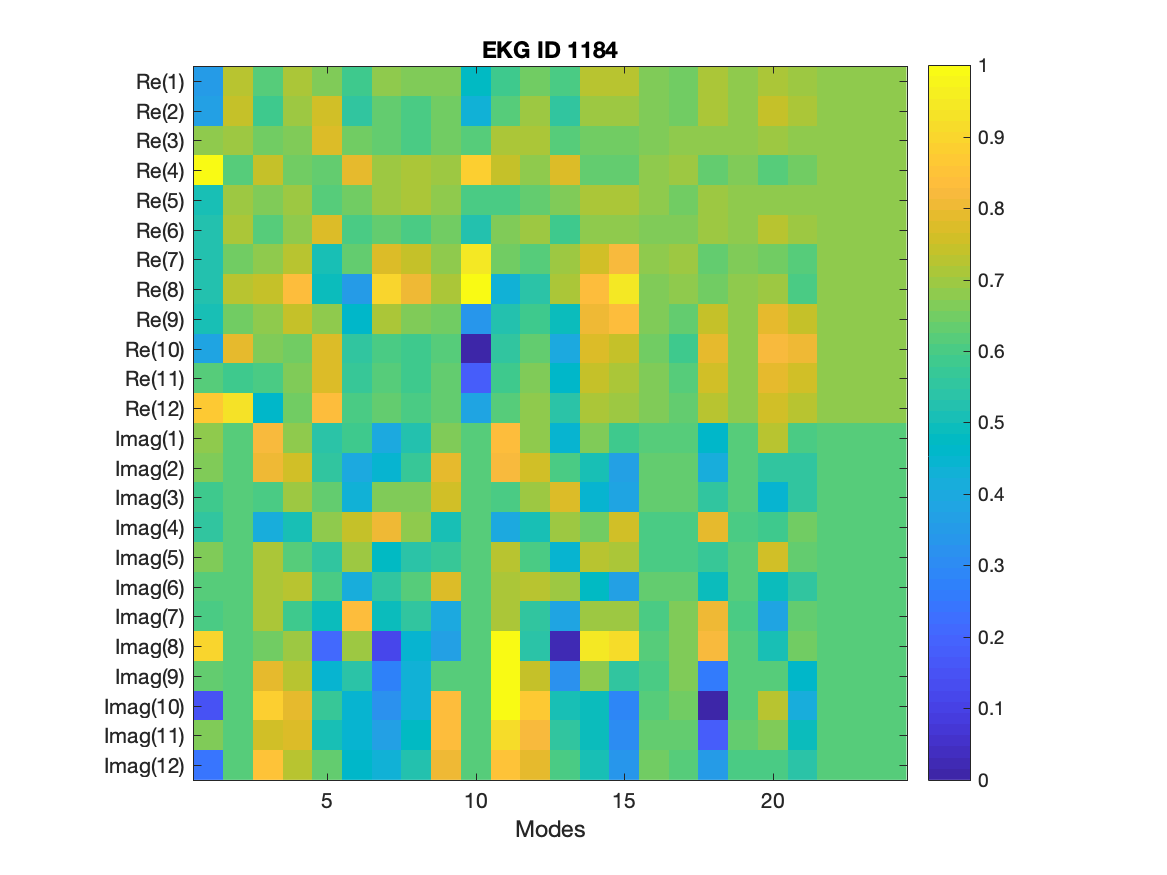 EKG ID 1184
Re(1)
Re(2)
Re(3)
Re(4)
Re(5)
Re(6)
Re(7)
Re(8)
Re(9)
Re(10)
Re(11)
Re(12)
Imag(1)
Imag(2)
Imag(3)
Imag(4)
Imag(5)
Imag(6)
Imag(7)
Imag(8)
Imag(9)
Imag(10)
Imag(11)
Imag(12)
5 10 15 20
Modes
1
0.9
0.8
0.7
0.6
0.5
0.4
0.3
0.2
0.1
0